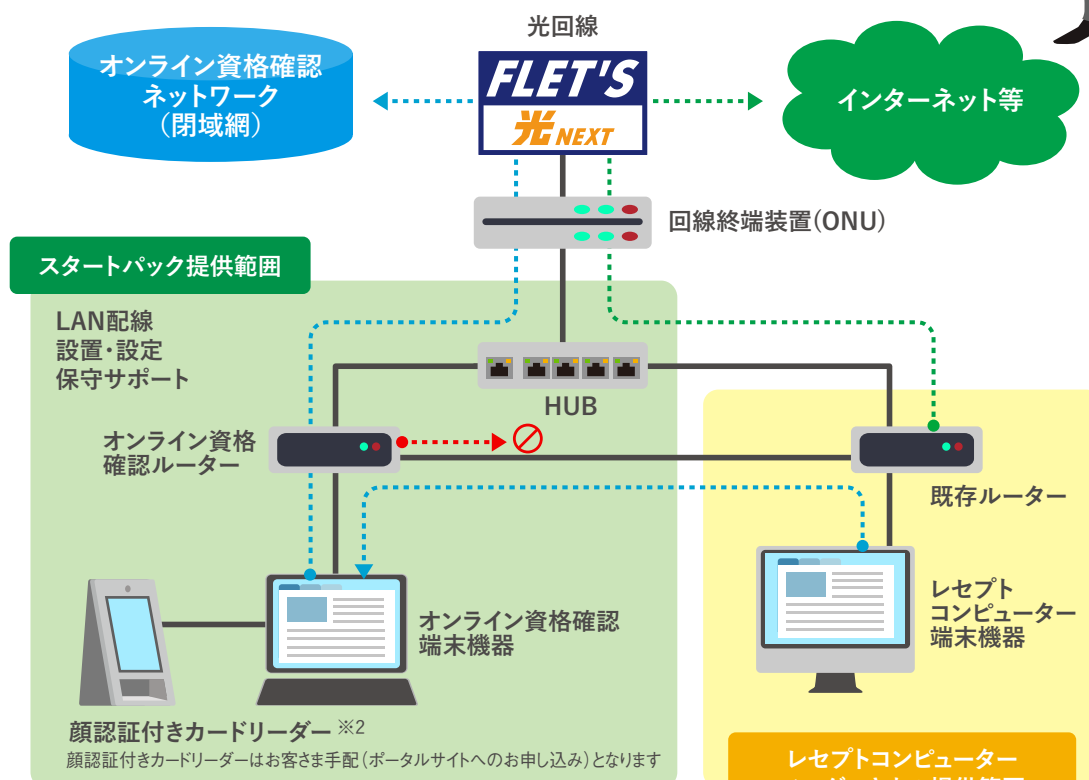 光回線
オンライン資格確認
ネットワーク
（閉域網）
FLET'S
光NEXT
インターネット等
回線終端装置(ONU)
スタートパック提供範囲
LAN配線
設置・設定
保守サポート
HUB
オンライン資格
確認ルーター
既存ルーター
オンライン資格確認
端末機器
レセプト
コンピューター
端末機器
顔認証付きカードリーダー ※2
顔認証付きカードリーダーはお客さま手配（ポータルサイトへのお申し込み）となります
レセプトコンピューター